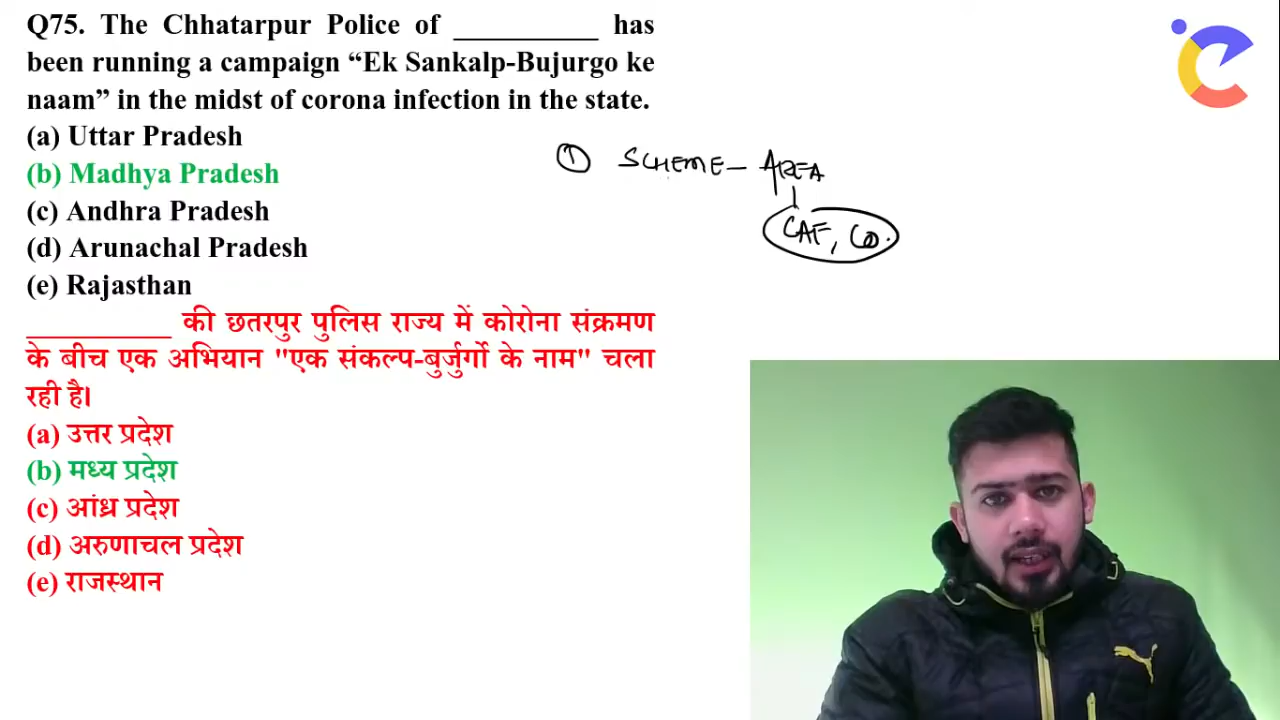 Q75. The Chhatarpur Police of __________ has
been running a campaign “Ek Sankalp-Bujurgo ke
naam” in the midst of corona infection in the state.
(a) Uttar Pradesh
(b) Madhya Pradesh
(c) Andhra Pradesh
(d) Arunachal Pradesh
(e) Rajasthan
__________ की छतरपुर पुलिस राज्य में कोरोना संक्रमण
के बीच एक अभियान "एक संकल्प-बुर्जुगों के नाम" चला
रही है।
(a) उत्तर प्रदेश
(b) मध्य प्रदेश
(c) आंध्र प्रदेश
(d) अरुणाचल प्रदेश
(e) राजस्थान
① SCHEME - AREA
CAF, CO.